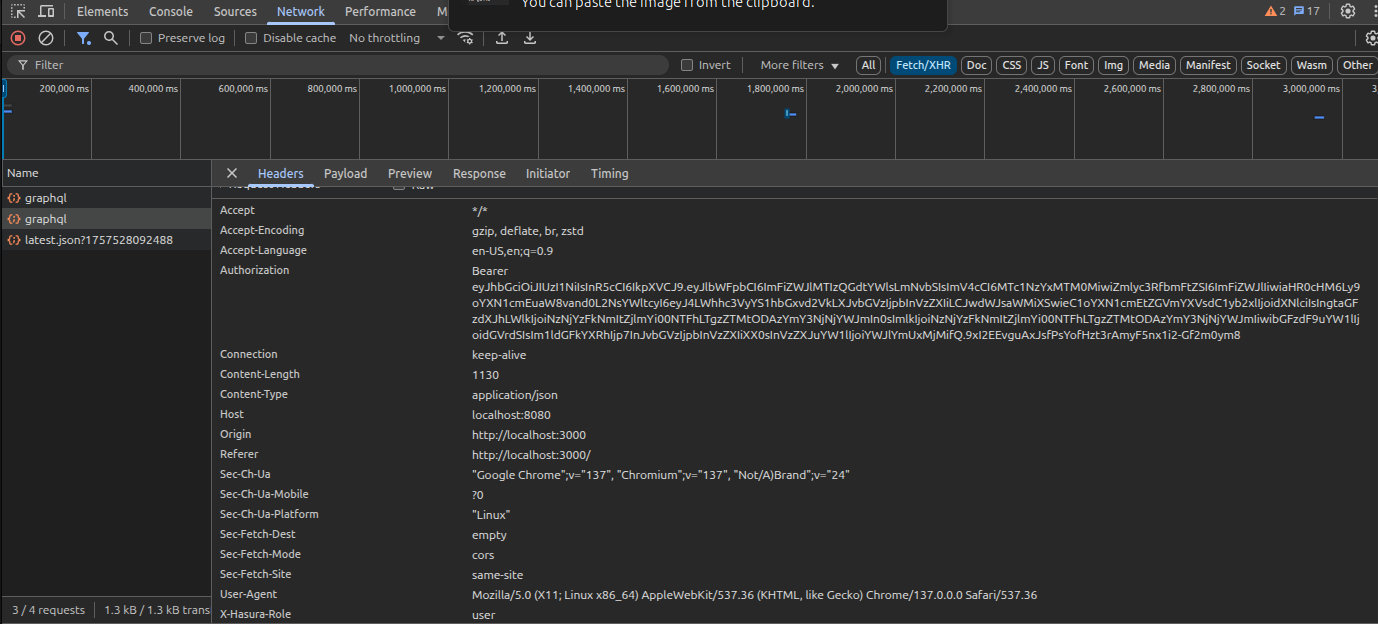 You can paste the image from the clipboard.
Elements Console Sources Network Performance M 2 17
Preserve log Disable cache No throttling
Filter Invert More filters All Fetch/XHR Doc CSS JS Font Img Media Manifest Socket Wasm Other
200,000 ms 400,000 ms 600,000 ms 800,000 ms 1,000,000 ms 1,200,000 ms 1,400,000 ms 1,600,000 ms 1,800,000 ms 2,000,000 ms 2,200,000 ms 2,400,000 ms 2,600,000 ms 2,800,000 ms 3,000,000 ms 3
Name Headers Payload Preview Response Initiator Timing
graphql
graphql
latest.json?1757528092488
Raw
Accept */*
Accept-Encoding gzip, deflate, br, zstd
Accept-Language en-US,en;q=0.9
Authorization Bearer
Connection keep-alive
Content-Length 1130
Content-Type application/json
Host localhost:8080
Origin http://localhost:3000
Referer http://localhost:3000/
Sec-Ch-Ua "Google Chrome";v="137", "Chromium";v="137", "Not/A)Brand";v="24"
Sec-Ch-Ua-Mobile ?0
Sec-Ch-Ua-Platform "Linux"
Sec-Fetch-Dest empty
Sec-Fetch-Mode cors
Sec-Fetch-Site same-site
User-Agent Mozilla/5.0 (X11; Linux x86_64) AppleWebKit/537.36 (KHTML, like Gecko) Chrome/137.0.0.0 Safari/537.36
X-Hasura-Role user
3 / 4 requests 1.3 kB / 1.3 kB trans